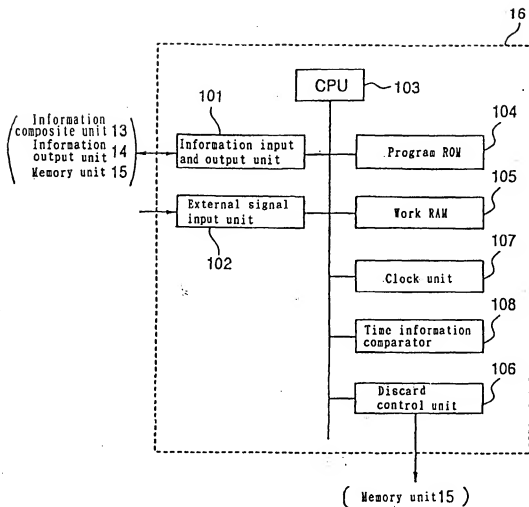 16
CPU
103
101
104
Information
composite unit 13
Information
output unit 14
Memory unit 15
Information input
and output unit
Program ROM
105
External signal
input unit
Work RAM
102
107
Clock unit
108
Time information
comparator
106
Discard
control unit
( Memory unit 15 )